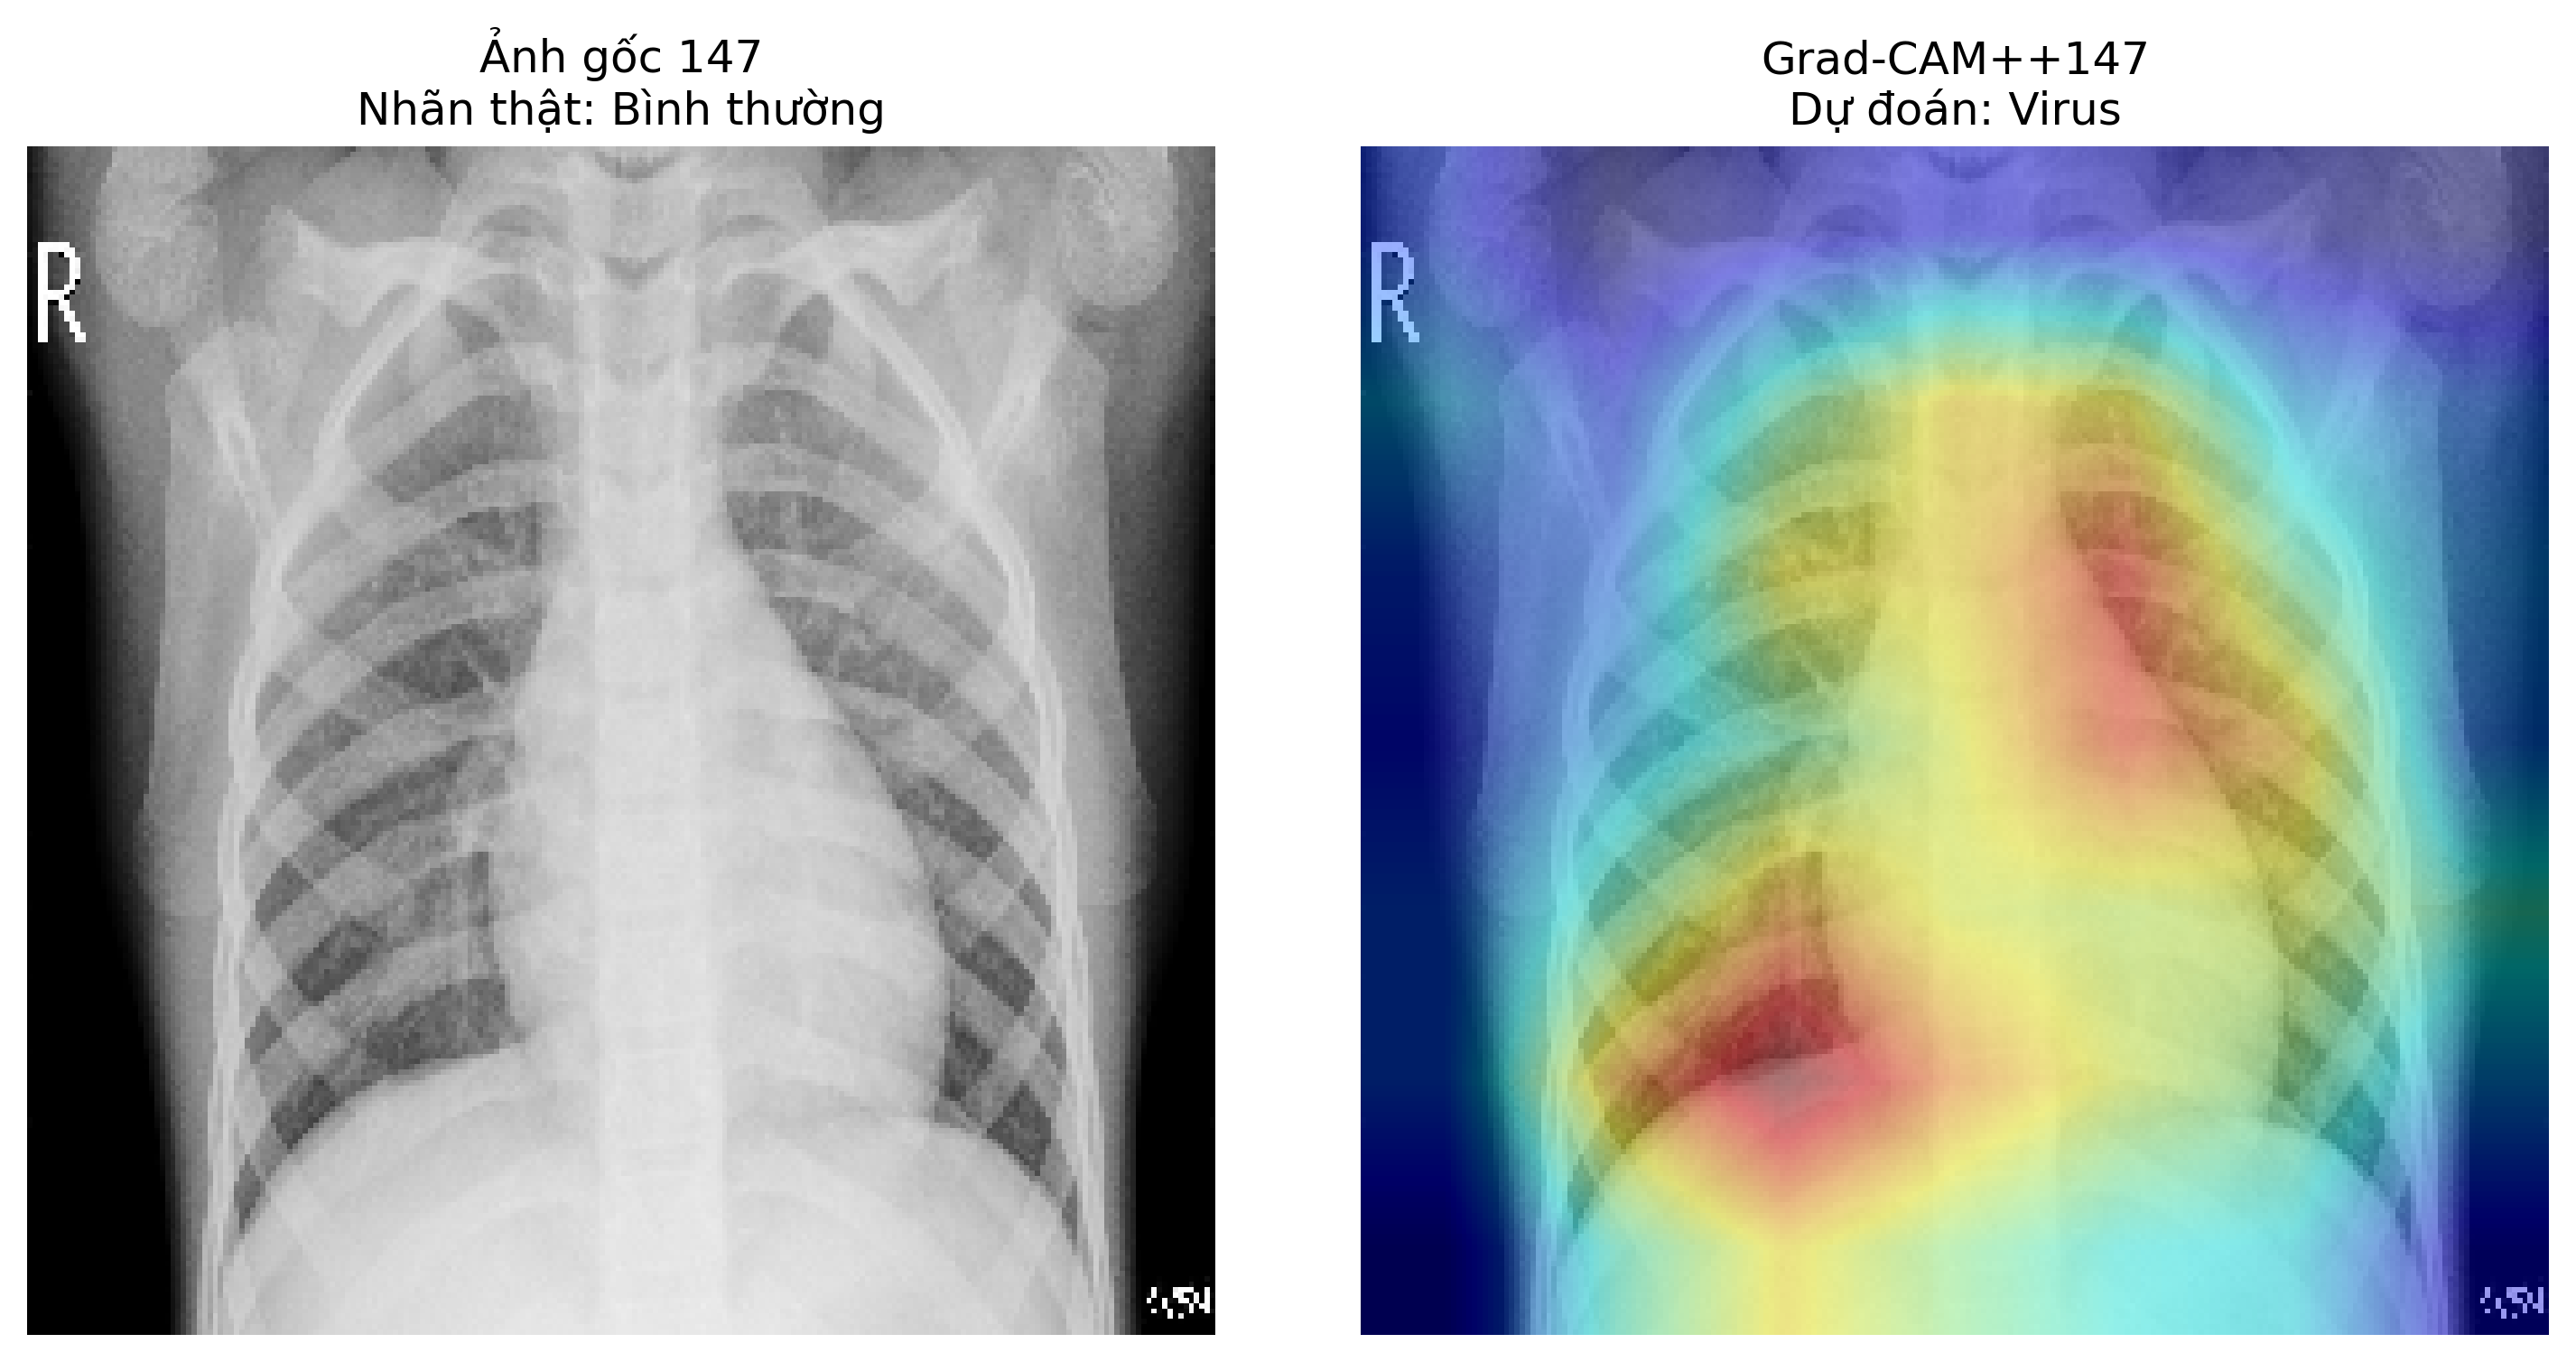 Ảnh gốc 147
Nhãn thật: Bình thường
Grad-CAM++147
Dự đoán: Virus
R
R